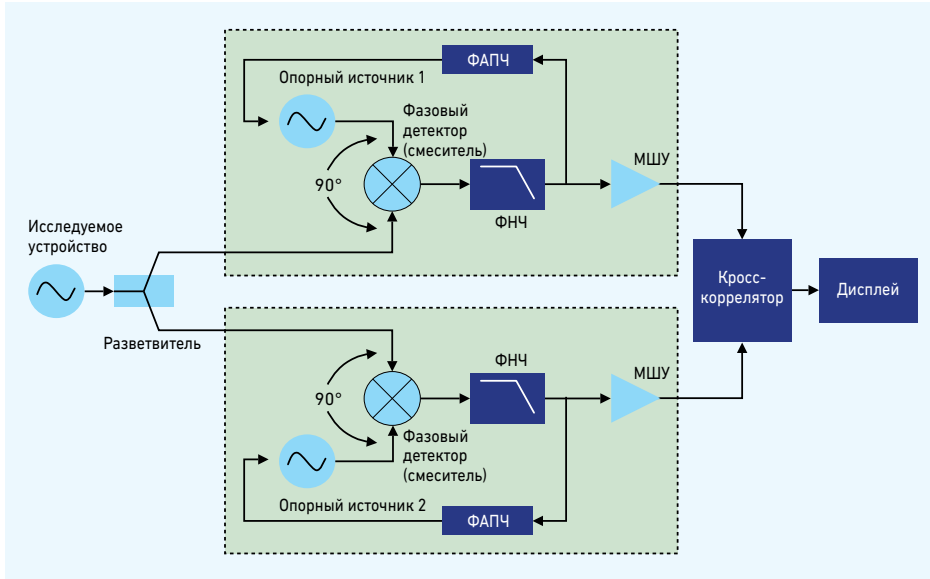 ФАПЧ
Опорный источник 1
Фазовый
детектор
(смеситель)
90°
ФНЧ
МШУ
Исследуемое
устройство
Разветвитель
Кросс-
коррелятор
Дисплей
ФНЧ
МШУ
90°
Фазовый
детектор
(смеситель)
Опорный источник 2
ФАПЧ